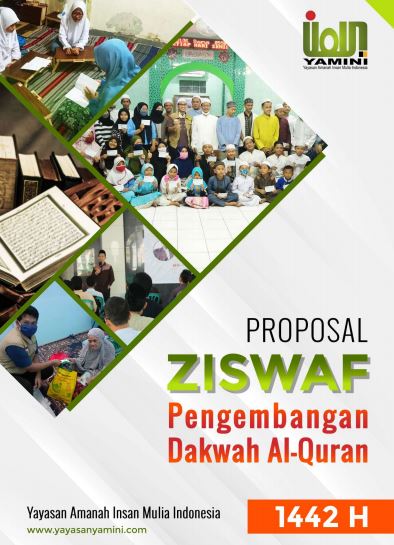 YAMINI
Yayasan Amanah Insan Mulia Indonesia
PROPOSAL
ZISWAF
Pengembangan
Dakwah Al-Quran
Yayasan Amanah Insan Mulia Indonesia
www.yayasanyamini.com
1442 H